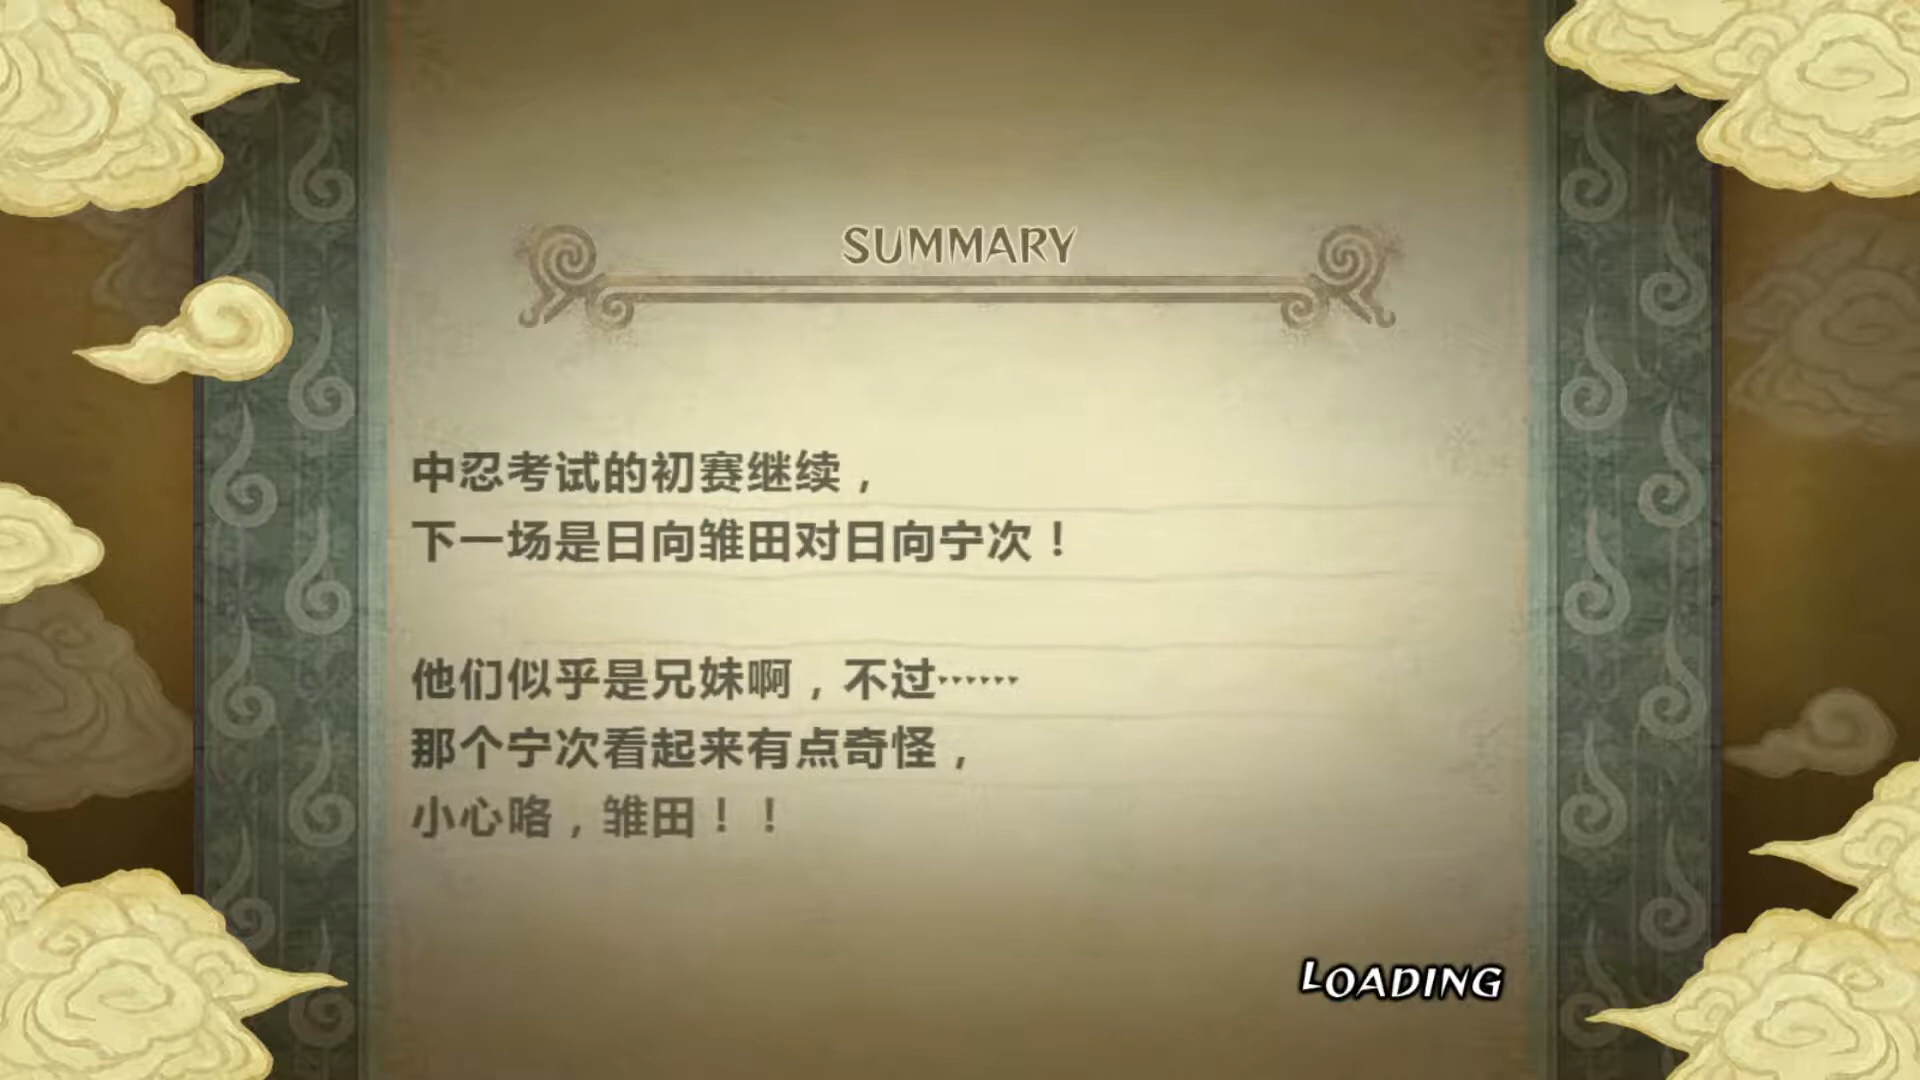 SUMMARY
中忍考试的初赛继续，
下一场是日向雏田对日向宁次！
他们似乎是兄妹啊，不过……
那个宁次看起来有点奇怪，
小心咯，雏田！！
LOADING